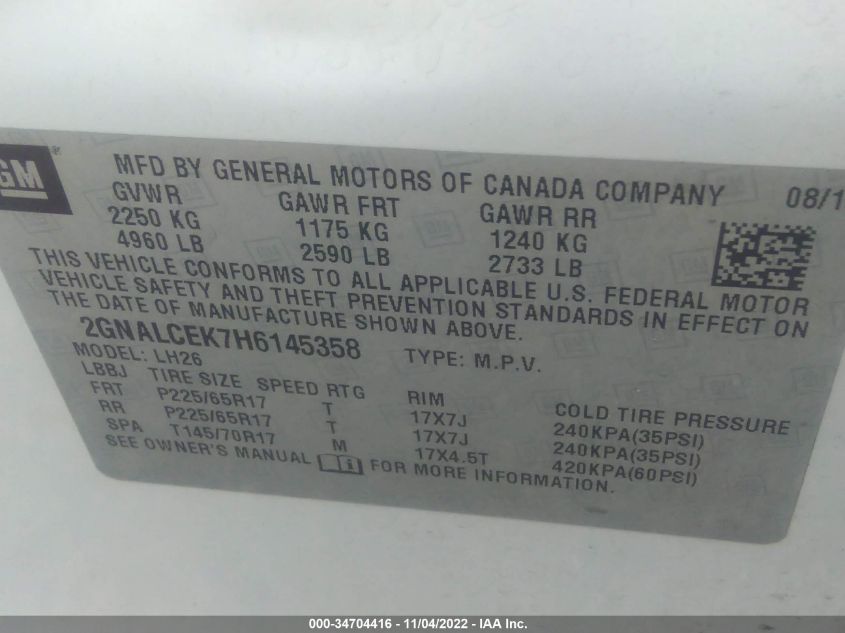 GM
MFD BY GENERAL MOTORS OF CANADA COMPANY 08/1
GVWR GAWR FRT GAWR RR
2250 KG 1175 KG 1240 KG
4960 LB 2590 LB 2733 LB
THIS VEHICLE CONFORMS TO ALL APPLICABLE U.S. FEDERAL MOTOR
VEHICLE SAFETY AND THEFT PREVENTION STANDARDS IN EFFECT ON
THE DATE OF MANUFACTURE SHOWN ABOVE.
2GNALCEK7H6145358 TYPE: M.P.V.
MODEL: LH26
LBBJ TIRE SIZE SPEED RTG RIM COLD TIRE PRESSURE
FRT P225/65R17 T 17X7J 240KPA(35PSI)
RR P225/65R17 T 17X7J 240KPA(35PSI)
SPA T145/70R17 M 17X4.5T 420KPA(60PSI)
SEE OWNER'S MANUAL FOR MORE INFORMATION.
000-34704416 - 11/04/2022 - IAA Inc.